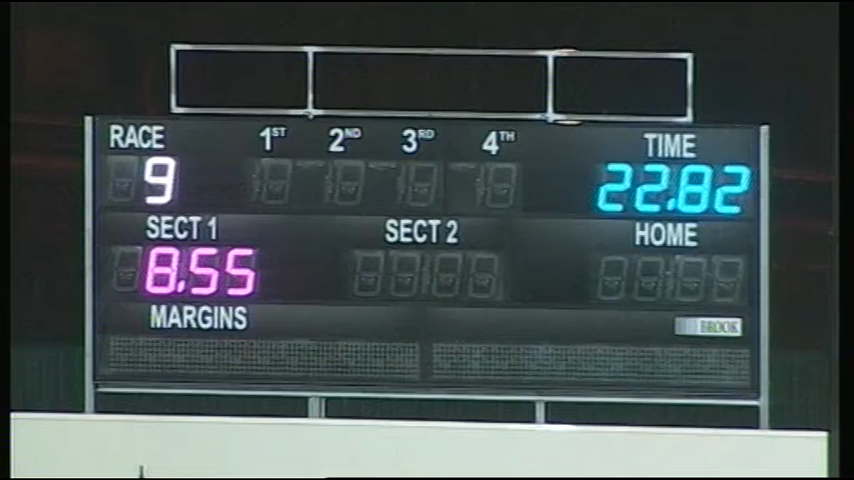 RACE 1ST 2ND 3RD 4TH TIME
9 22.82
SECT 1 SECT 2 HOME
8.55
MARGINS
BROOK